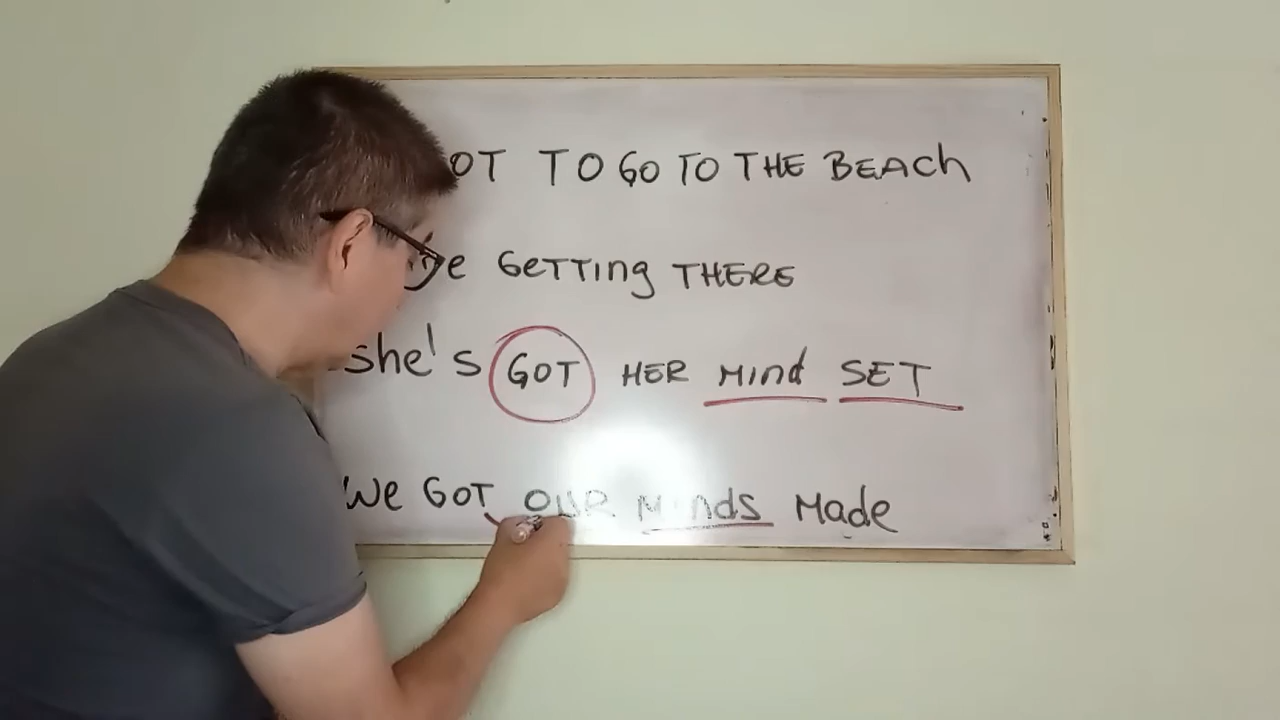 OT TO GO TO THE BEACh
GeTTIng THERE
She's GOT HER MInd SET
We GOT OUR MInds Made